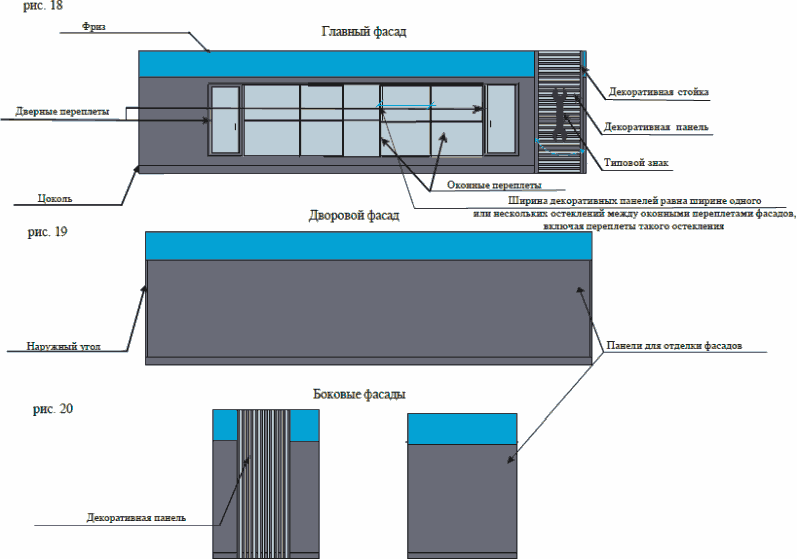 рис. 18
Главный фасад
Фриз
Декоративная стойка
Дверные переплеты
Декоративная панель
Типовой знак
Оконные переплеты
Цоколь
Ширина декоративных панелей равна ширине одного
или нескольких остеклений между оконными переплетами фасадов,
включая переплеты такого остекления
Дворовой фасад
рис. 19
Наружный угол
Панели для отделки фасадов
Боковые фасады
рис. 20
Декоративная панель